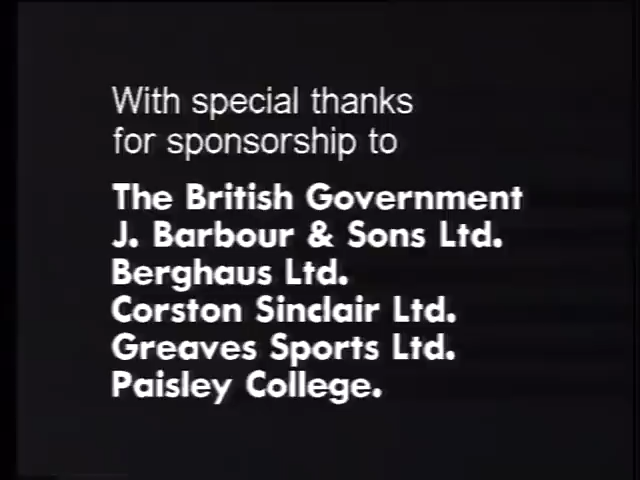 With special thanks
for sponsorship to
The British Government
J. Barbour & Sons Ltd.
Berghaus Ltd.
Corston Sinclair Ltd.
Greaves Sports Ltd.
Paisley College.